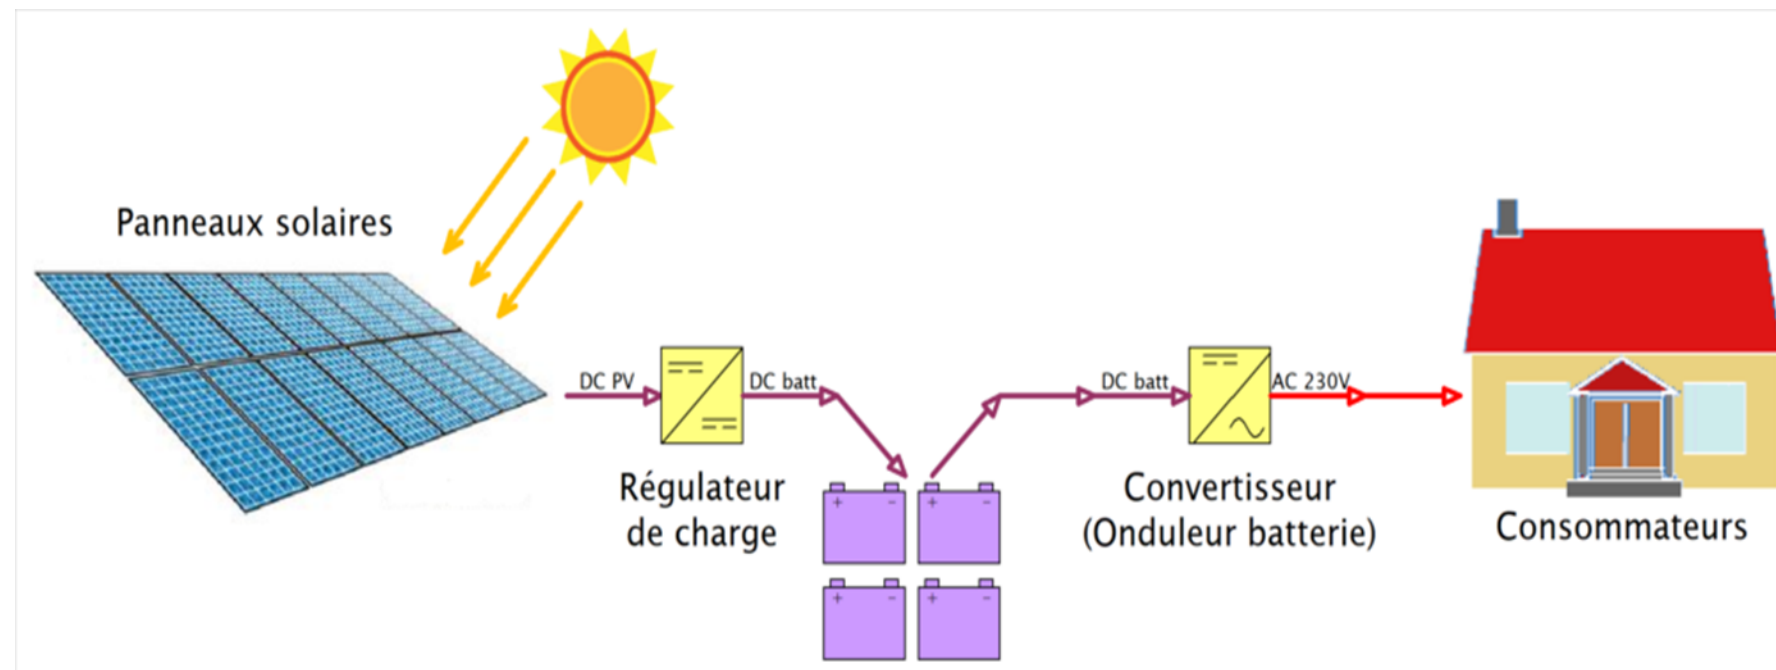 Panneaux solaires
DC PV
DC batt
DC batt
AC 230V
Régulateur
de charge
Convertisseur
(Onduleur batterie)
Consommateurs
+ - + -
+ - + -